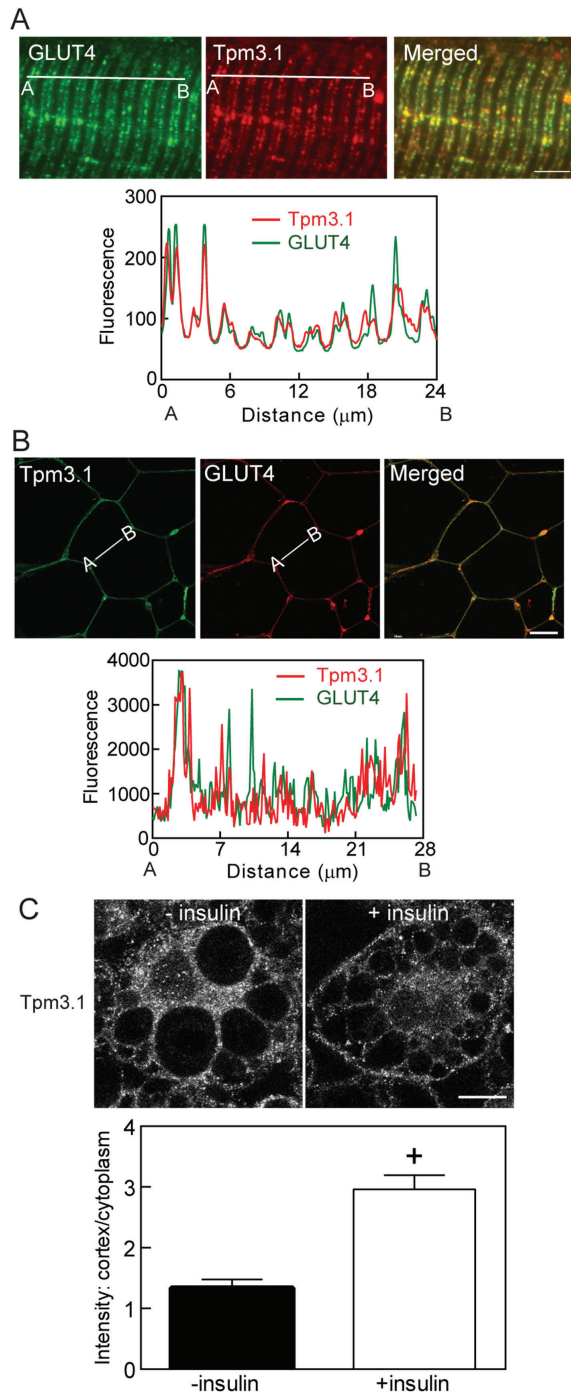 A
GLUT4 Tpm3.1 Merged
A B A B
300
200
100
0
Fluorescence
Tpm3.1
GLUT4
0 6 12 18 24
A Distance (μm) B
B
Tpm3.1 GLUT4 Merged
A B A B
4000
3000
2000
1000
0
Fluorescence
Tpm3.1
GLUT4
0 7 14 21 28
A Distance (μm) B
C
- insulin + insulin
Tpm3.1
4
3
2
1
0
Intensity: cortex/cytoplasm
+
-insulin +insulin